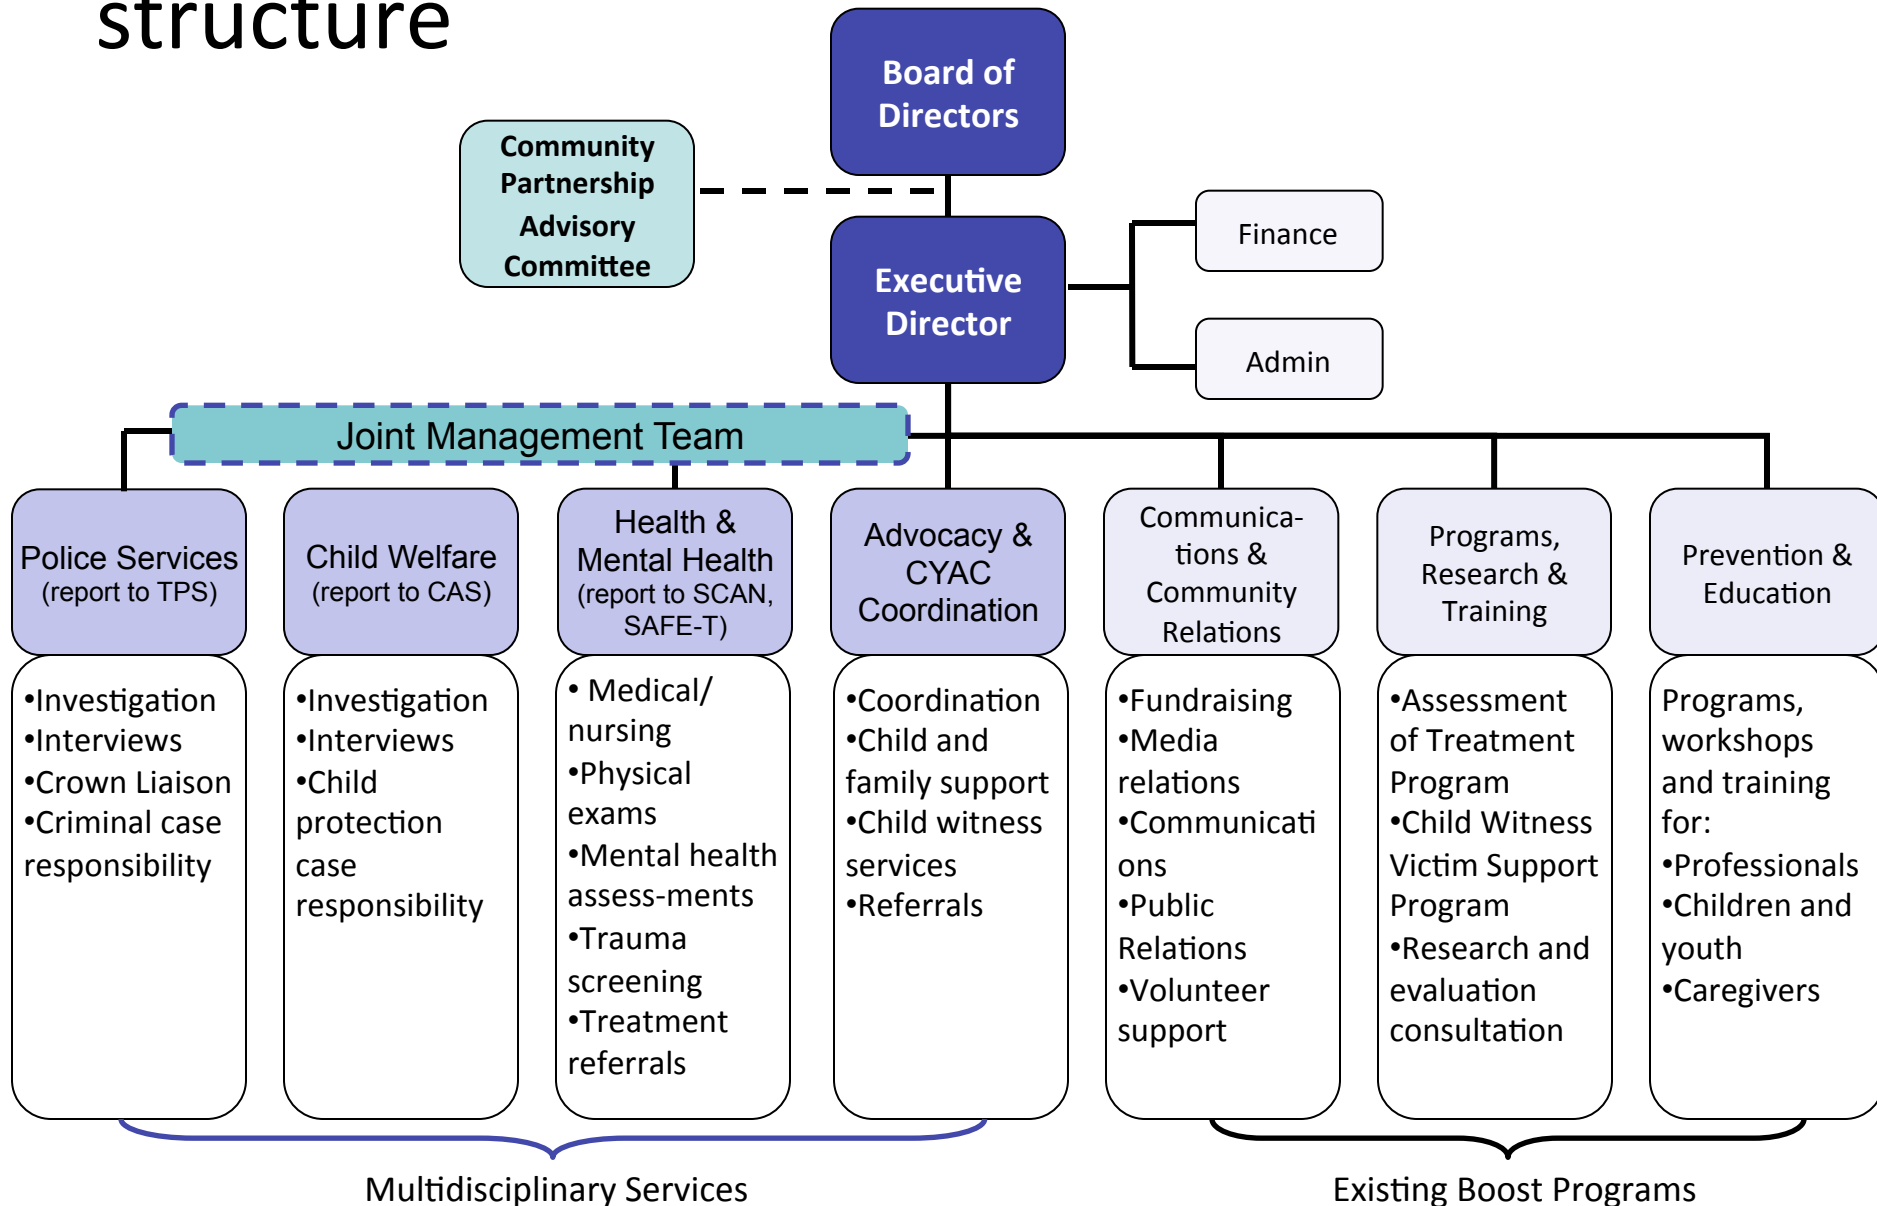 structure
Board of
Directors
Community
Partnership
Advisory
Committee
Executive
Director
Finance
Admin
Joint Management Team
Police Services
(report to TPS)
•Investigation
•Interviews
•Crown Liaison
•Criminal case
responsibility
Child Welfare
(report to CAS)
•Investigation
•Interviews
•Child
protection
case
responsibility
Health &
Mental Health
(report to SCAN,
SAFE-T)
• Medical/
nursing
•Physical
exams
•Mental health
assess-ments
•Trauma
screening
•Treatment
referrals
Advocacy &
CYAC
Coordination
•Coordination
•Child and
family support
•Child witness
services
•Referrals
Communica-
tions &
Community
Relations
•Fundraising
•Media
relations
•Communicati
ons
•Public
Relations
•Volunteer
support
Programs,
Research &
Training
•Assessment
of Treatment
Program
•Child Witness
Victim Support
Program
•Research and
evaluation
consultation
Prevention &
Education
Programs,
workshops
and training
for:
•Professionals
•Children and
youth
•Caregivers
Multidisciplinary Services
Existing Boost Programs